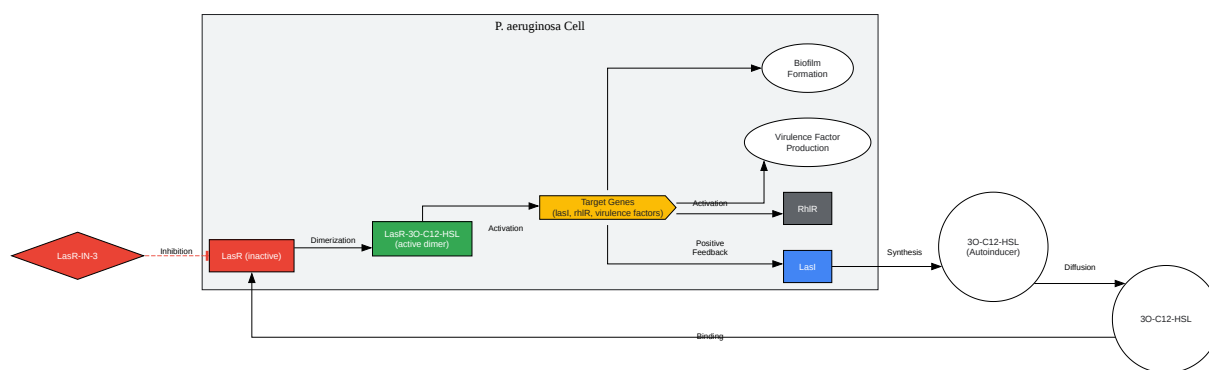 P. aeruginosa Cell
Biofilm
Formation
Virulence Factor
Production
Target Genes
(lasI, rhlR, virulence factors)
Activation
RhlR
LasR-3O-C12-HSL
(active dimer)
Activation
LasR-IN-3
Inhibition
LasR (inactive)
Dimerization
Positive
Feedback
LasI
Synthesis
3O-C12-HSL
(Autoinducer)
Diffusion
3O-C12-HSL
Binding